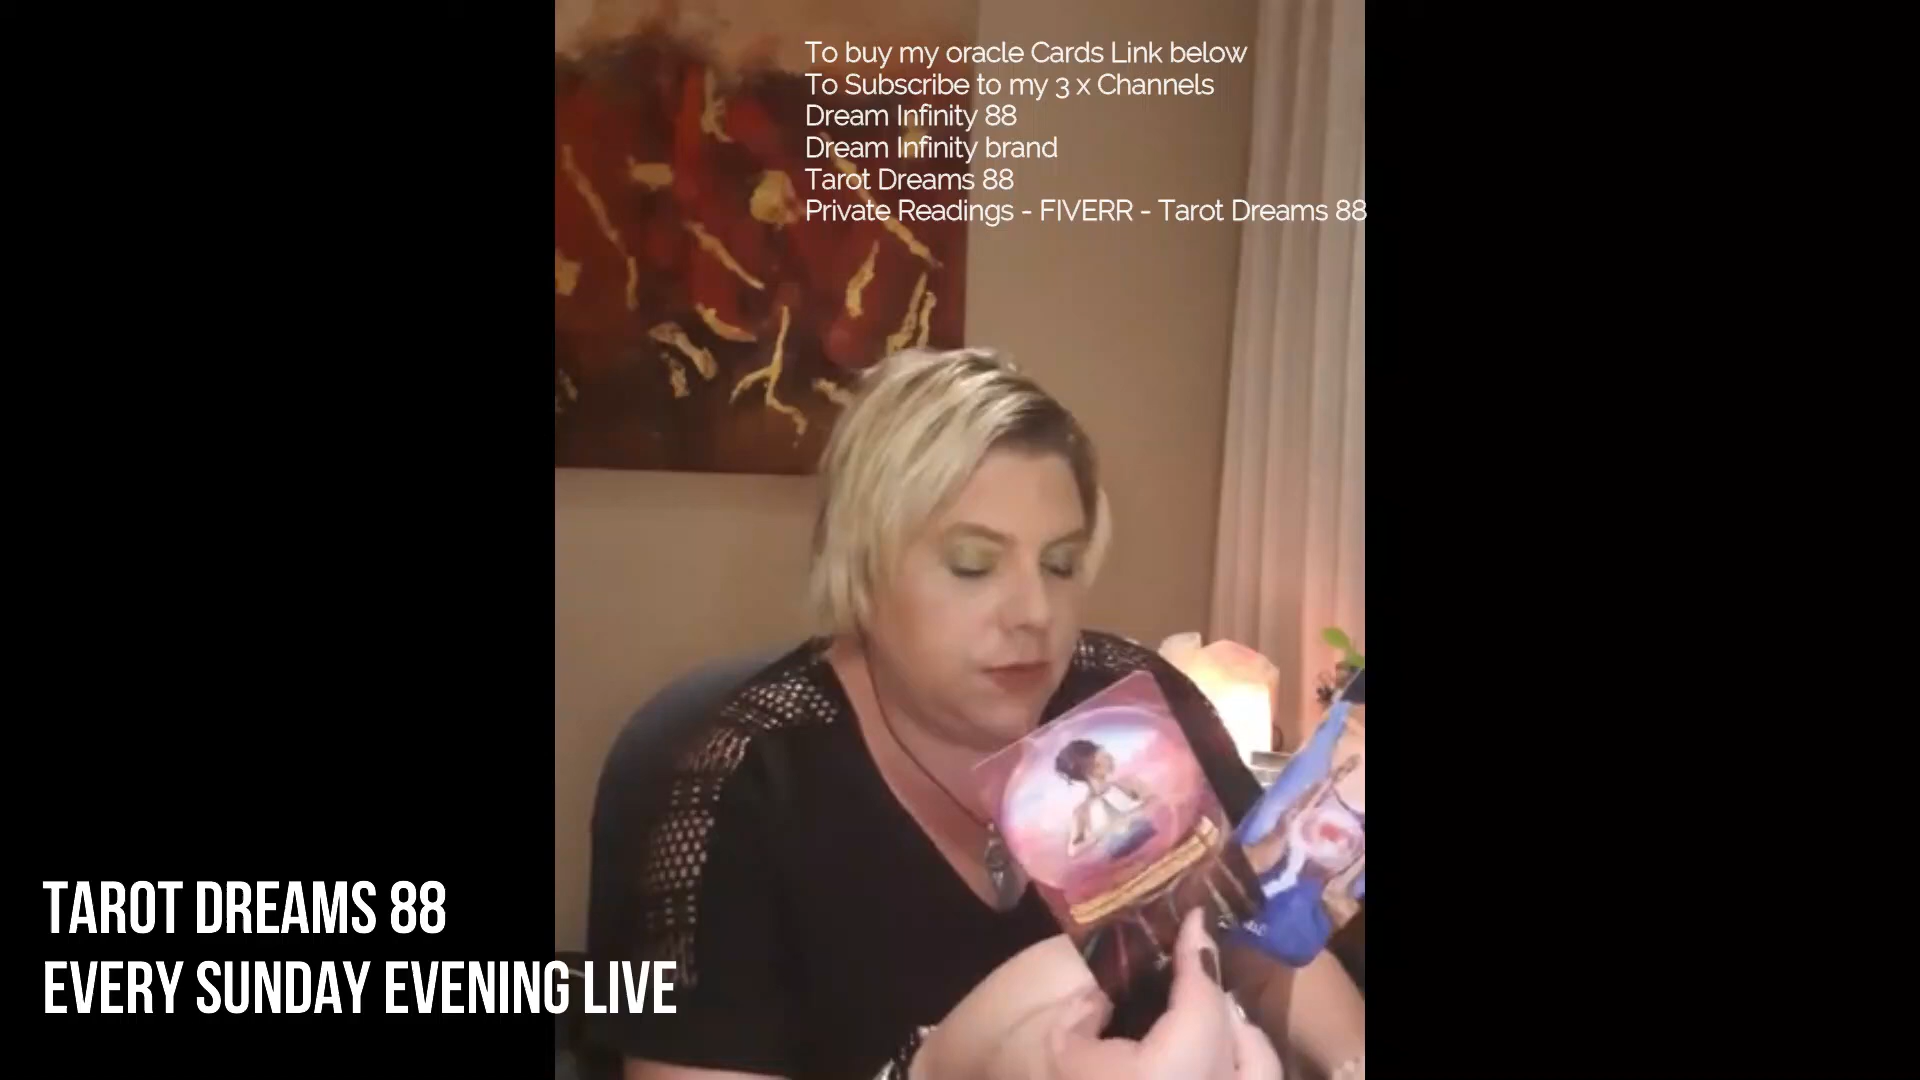 To buy my oracle Cards Link below
To Subscribe to my 3 x Channels
Dream Infinity 88
Dream Infinity brand
Tarot Dreams 88
Private Readings - FIVERR - Tarot Dreams 88
TAROT DREAMS 88
EVERY SUNDAY EVENING LIVE